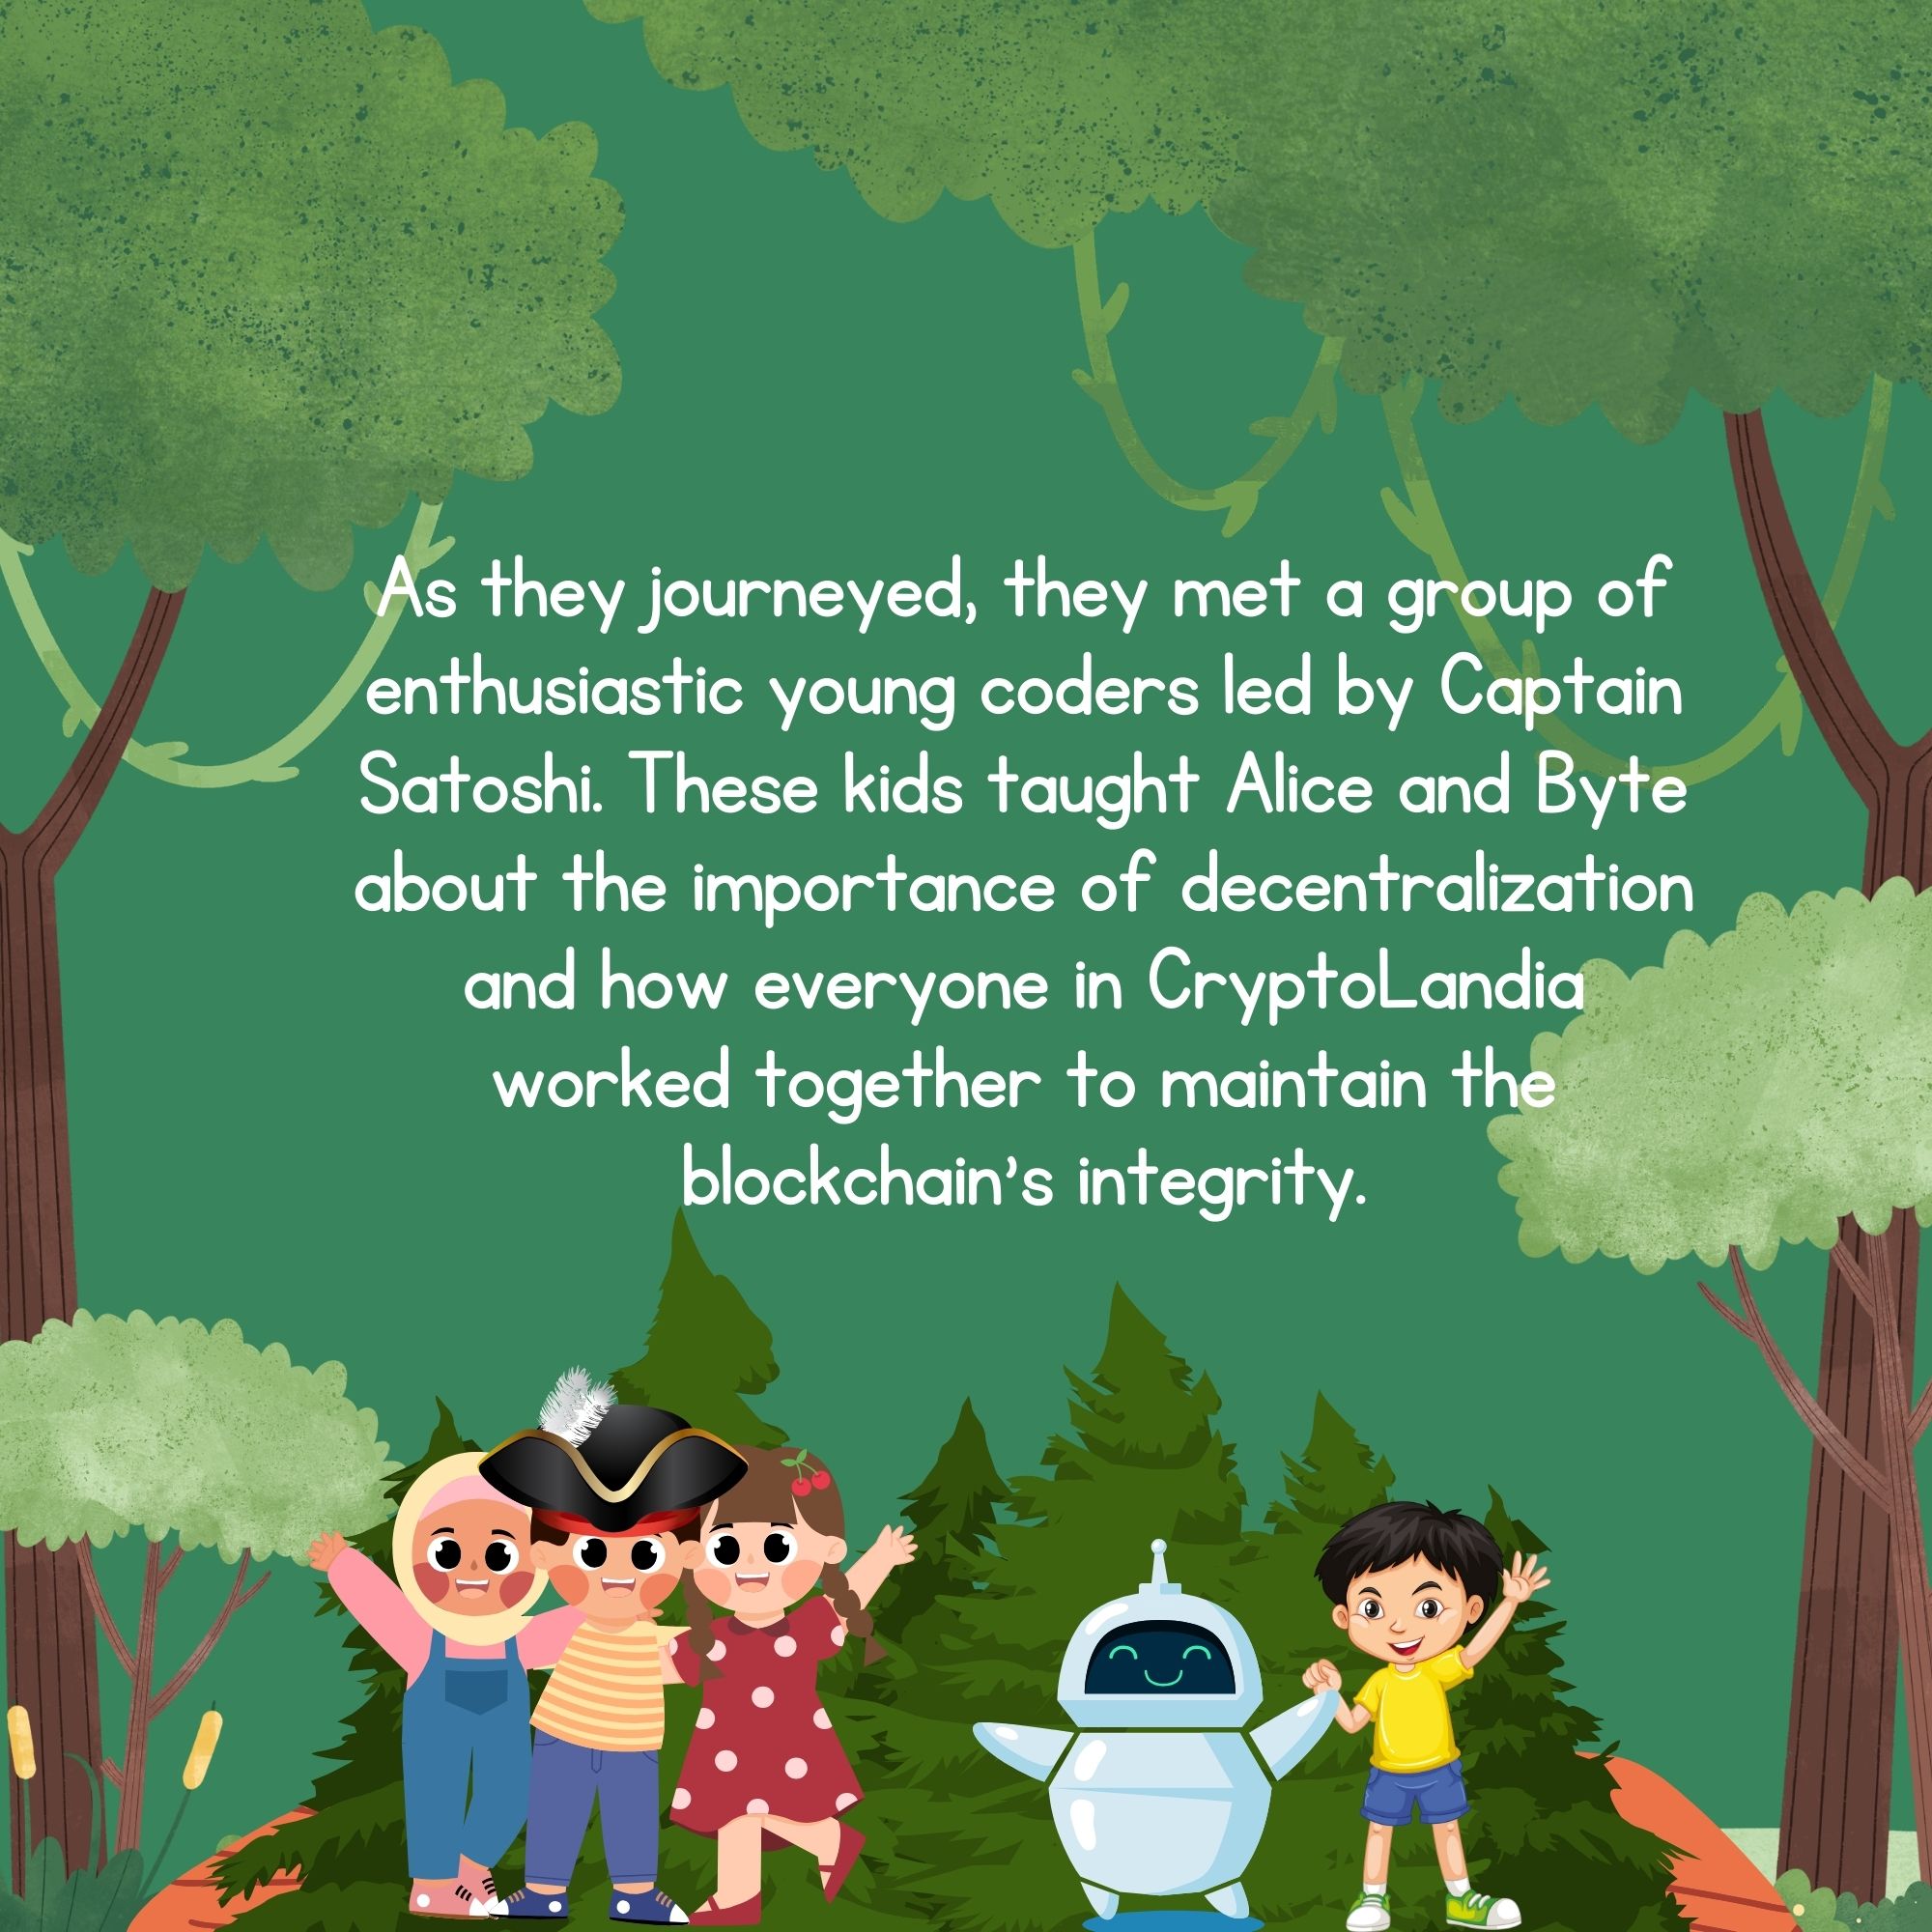 As they journeyed, they met a group of
enthusiastic young coders led by Captain
Satoshi. These kids taught Alice and Byte
about the importance of decentralization
and how everyone in CryptoLandia
worked together to maintain the
blockchain's integrity.